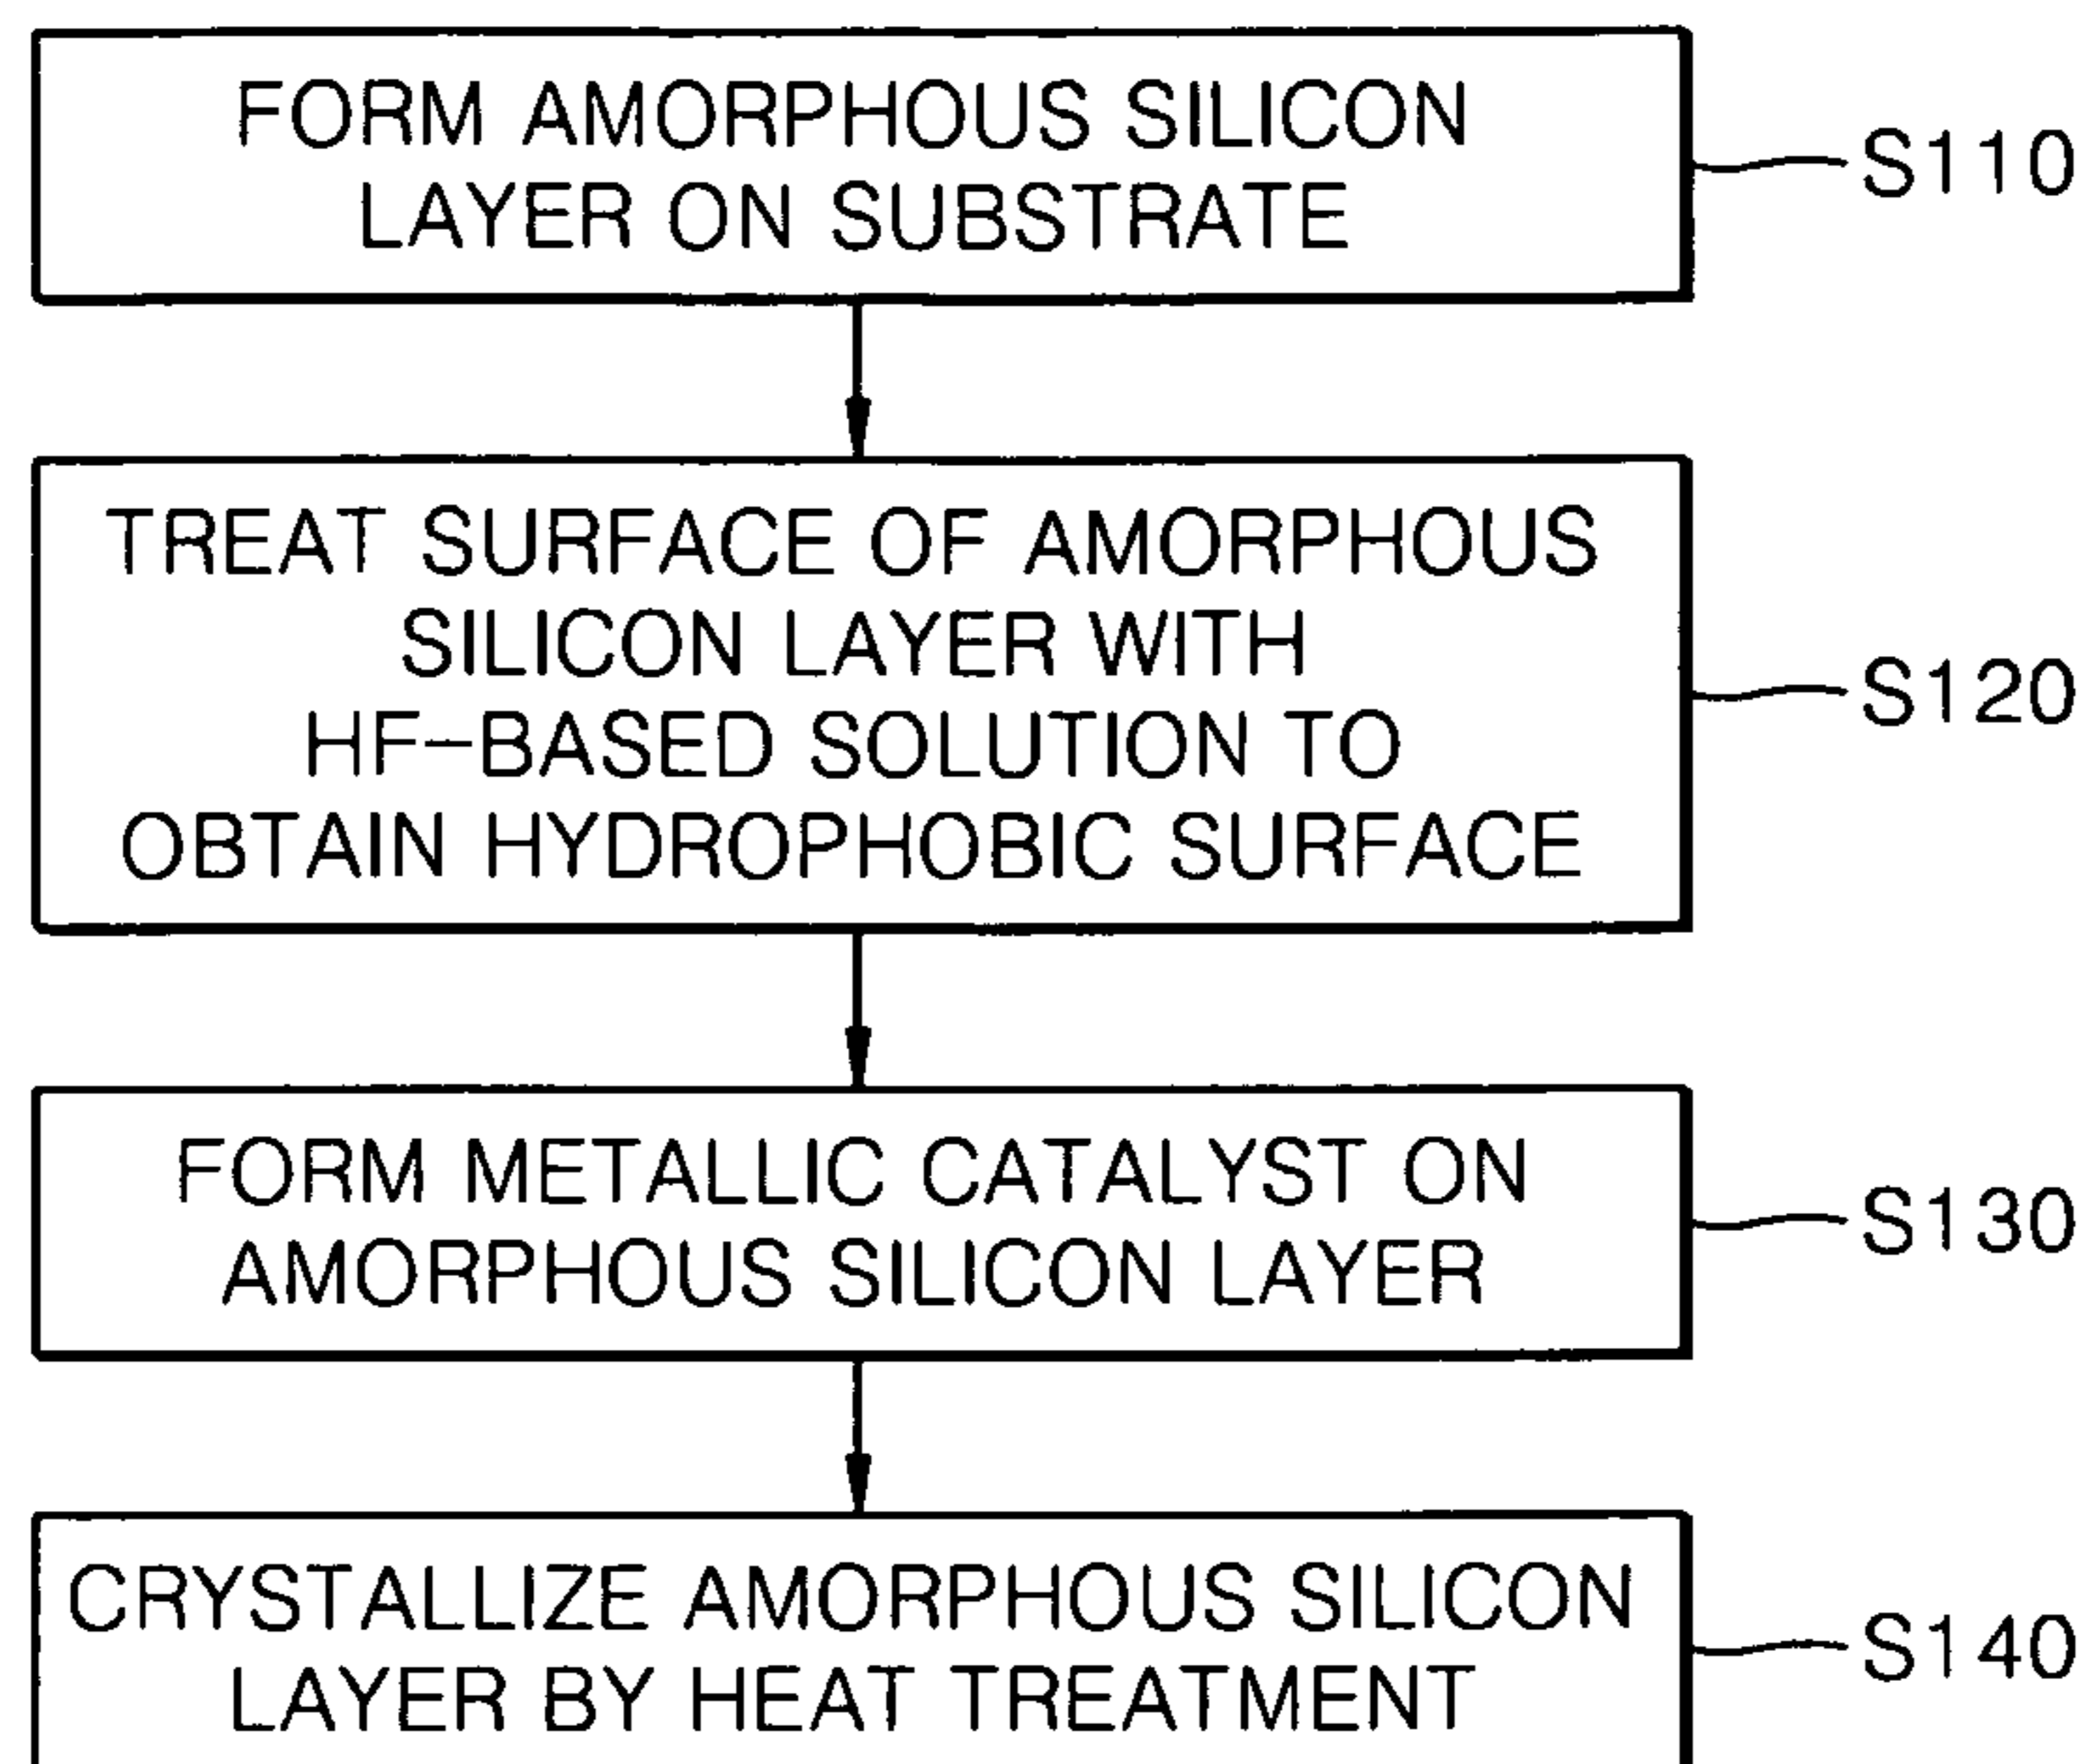 FORM AMORPHOUS SILICON
LAYER ON SUBSTRATE
S110
TREAT SURFACE OF AMORPHOUS
SILICON LAYER WITH
HF-BASED SOLUTION TO
OBTAIN HYDROPHOBIC SURFACE
S120
FORM METALLIC CATALYST ON
AMORPHOUS SILICON LAYER
S130
CRYSTALLIZE AMORPHOUS SILICON
LAYER BY HEAT TREATMENT
S140